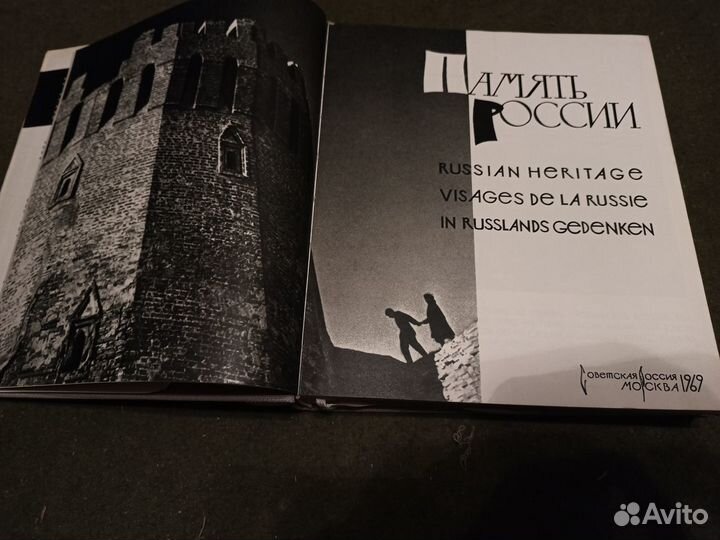 Память
России
RUSSIAN HERITAGE
VISAGES DE LA RUSSIE
IN RUSSLANDS GEDENKEN
Советская Россия
Москва 1969
Avito